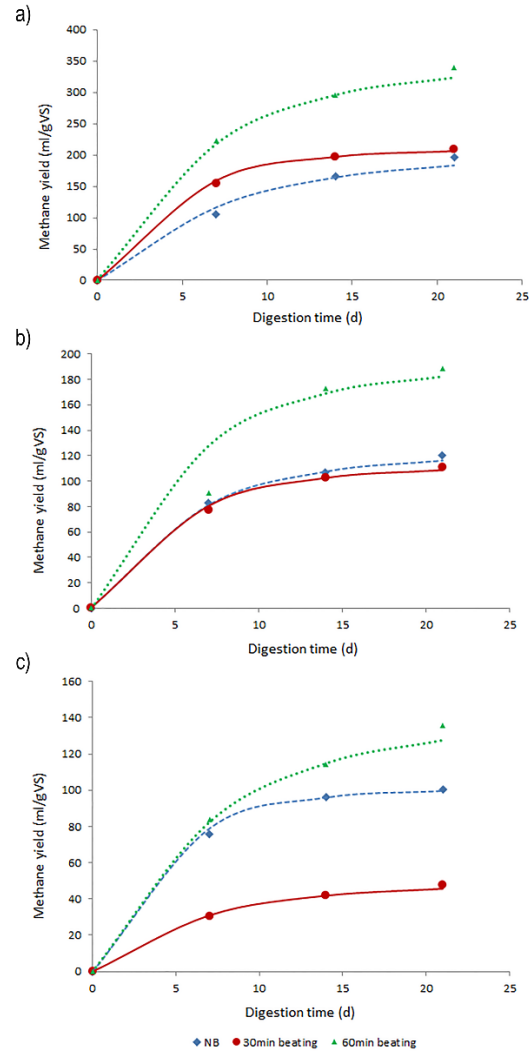 a)
Methane yield (ml/gVS)
400
350
300
250
200
150
100
50
0
0 5 10 15 20 25
Digestion time (d)
b)
Methane yield (ml/gVS)
200
180
160
140
120
100
80
60
40
20
0
0 5 10 15 20 25
Digestion time (d)
c)
Methane yield (ml/gVS)
160
140
120
100
80
60
40
20
0
0 5 10 15 20 25
Digestion time (d)
NB 30min beating 60min beating